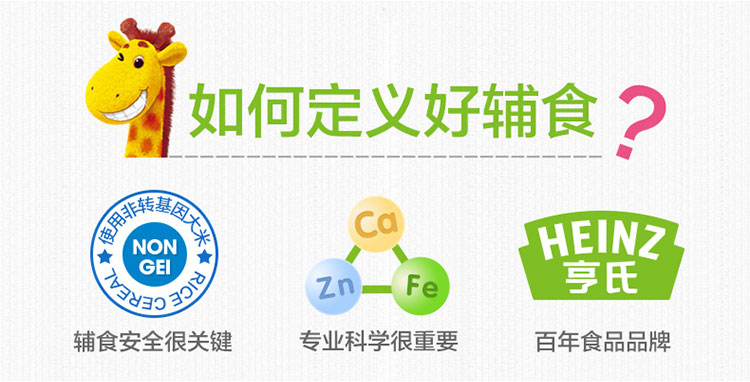 如何定义好辅食?
使用非转基因大米
NON
GEI
RICE CEREAL
Ca
Zn
Fe
HEINZ
亨氏
辅食安全很关键
专业科学很重要
百年食品品牌